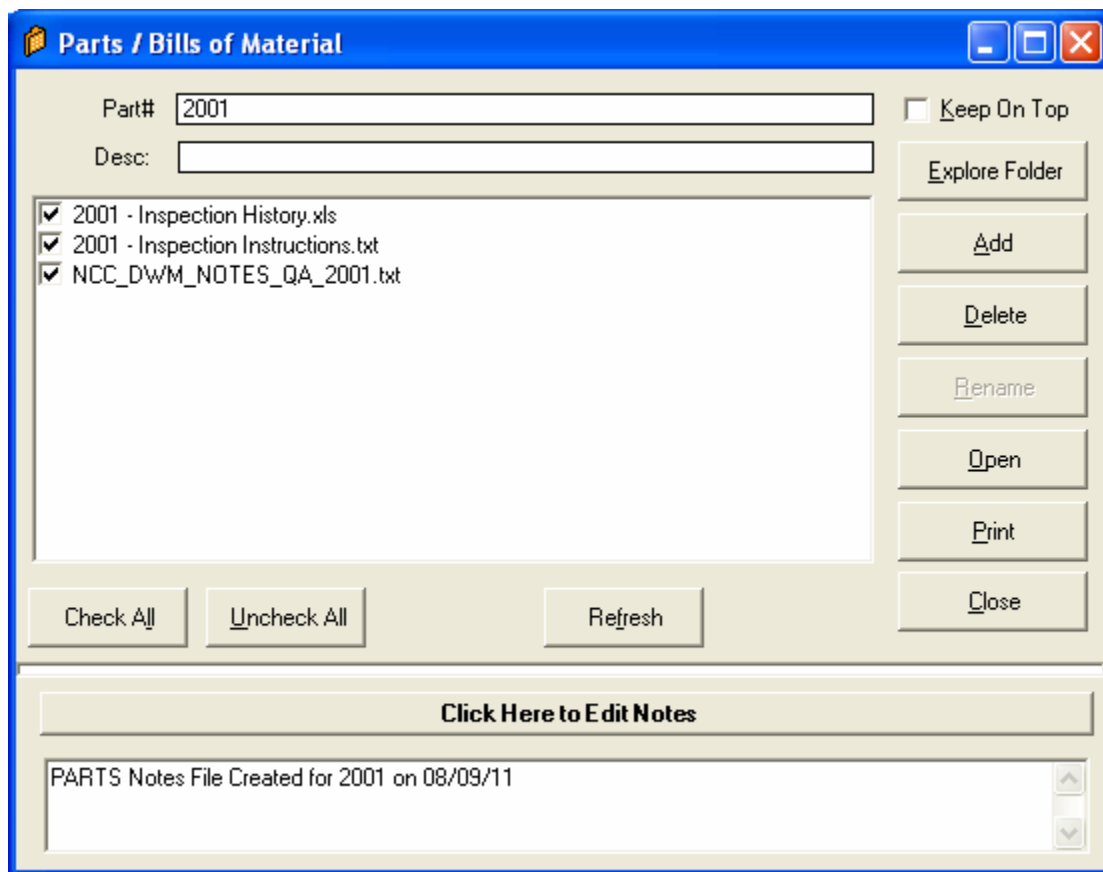 Parts / Bills of Material
Part# 2001
Keep On Top
Desc:
Explore Folder
2001 - Inspection History.xls
2001 - Inspection Instructions.txt
NCC_DWM_NOTES_QA_2001.txt
Add
Delete
Rename
Open
Print
Close
Check All
Uncheck All
Refresh
Click Here to Edit Notes
PARTS Notes File Created for 2001 on 08/09/11